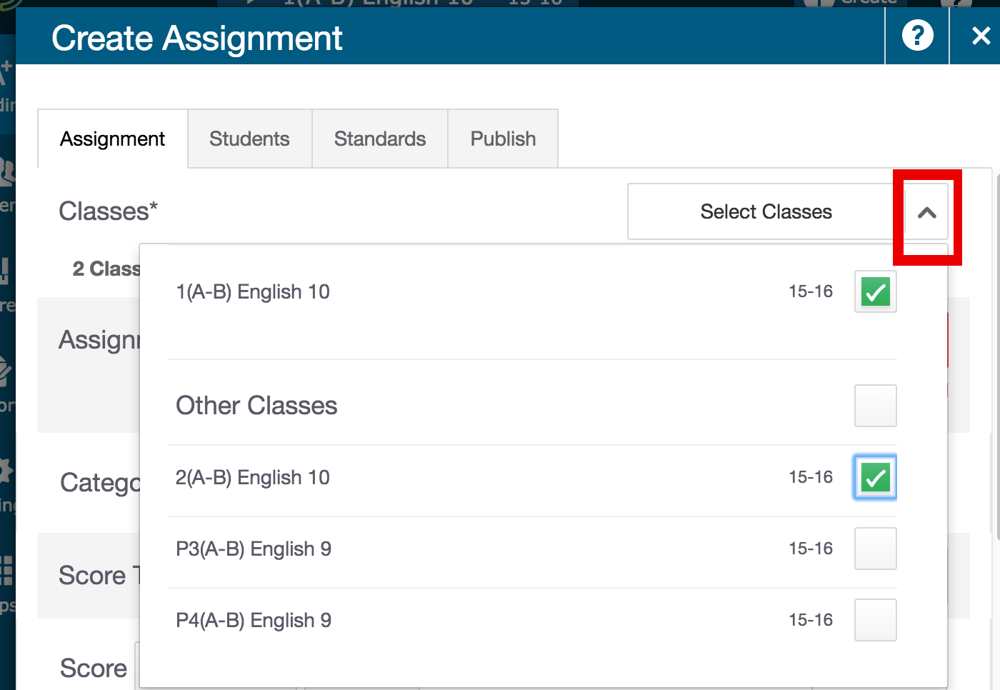 Create Assignment
?
Assignment
Students
Standards
Publish
Classes*
Select Classes
2 Class
1(A-B) English 10
15-16
Assignm
Other Classes
2(A-B) English 10
15-16
Catego
P3(A-B) English 9
15-16
Score T
P4(A-B) English 9
15-16
Score